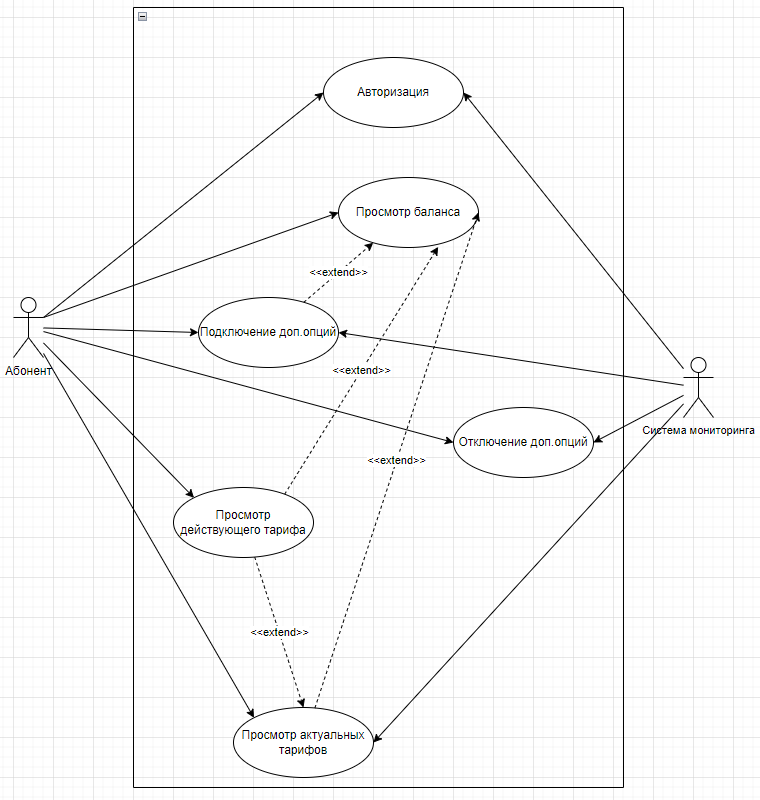 Авторизация
Просмотр баланса
<<extend>>
Подключение доп.опций
Абонент
<<extend>>
Система мониторинга
Отключение доп.опций
<<extend>>
Просмотр
действующего тарифа
<<extend>>
Просмотр актуальных
тарифов